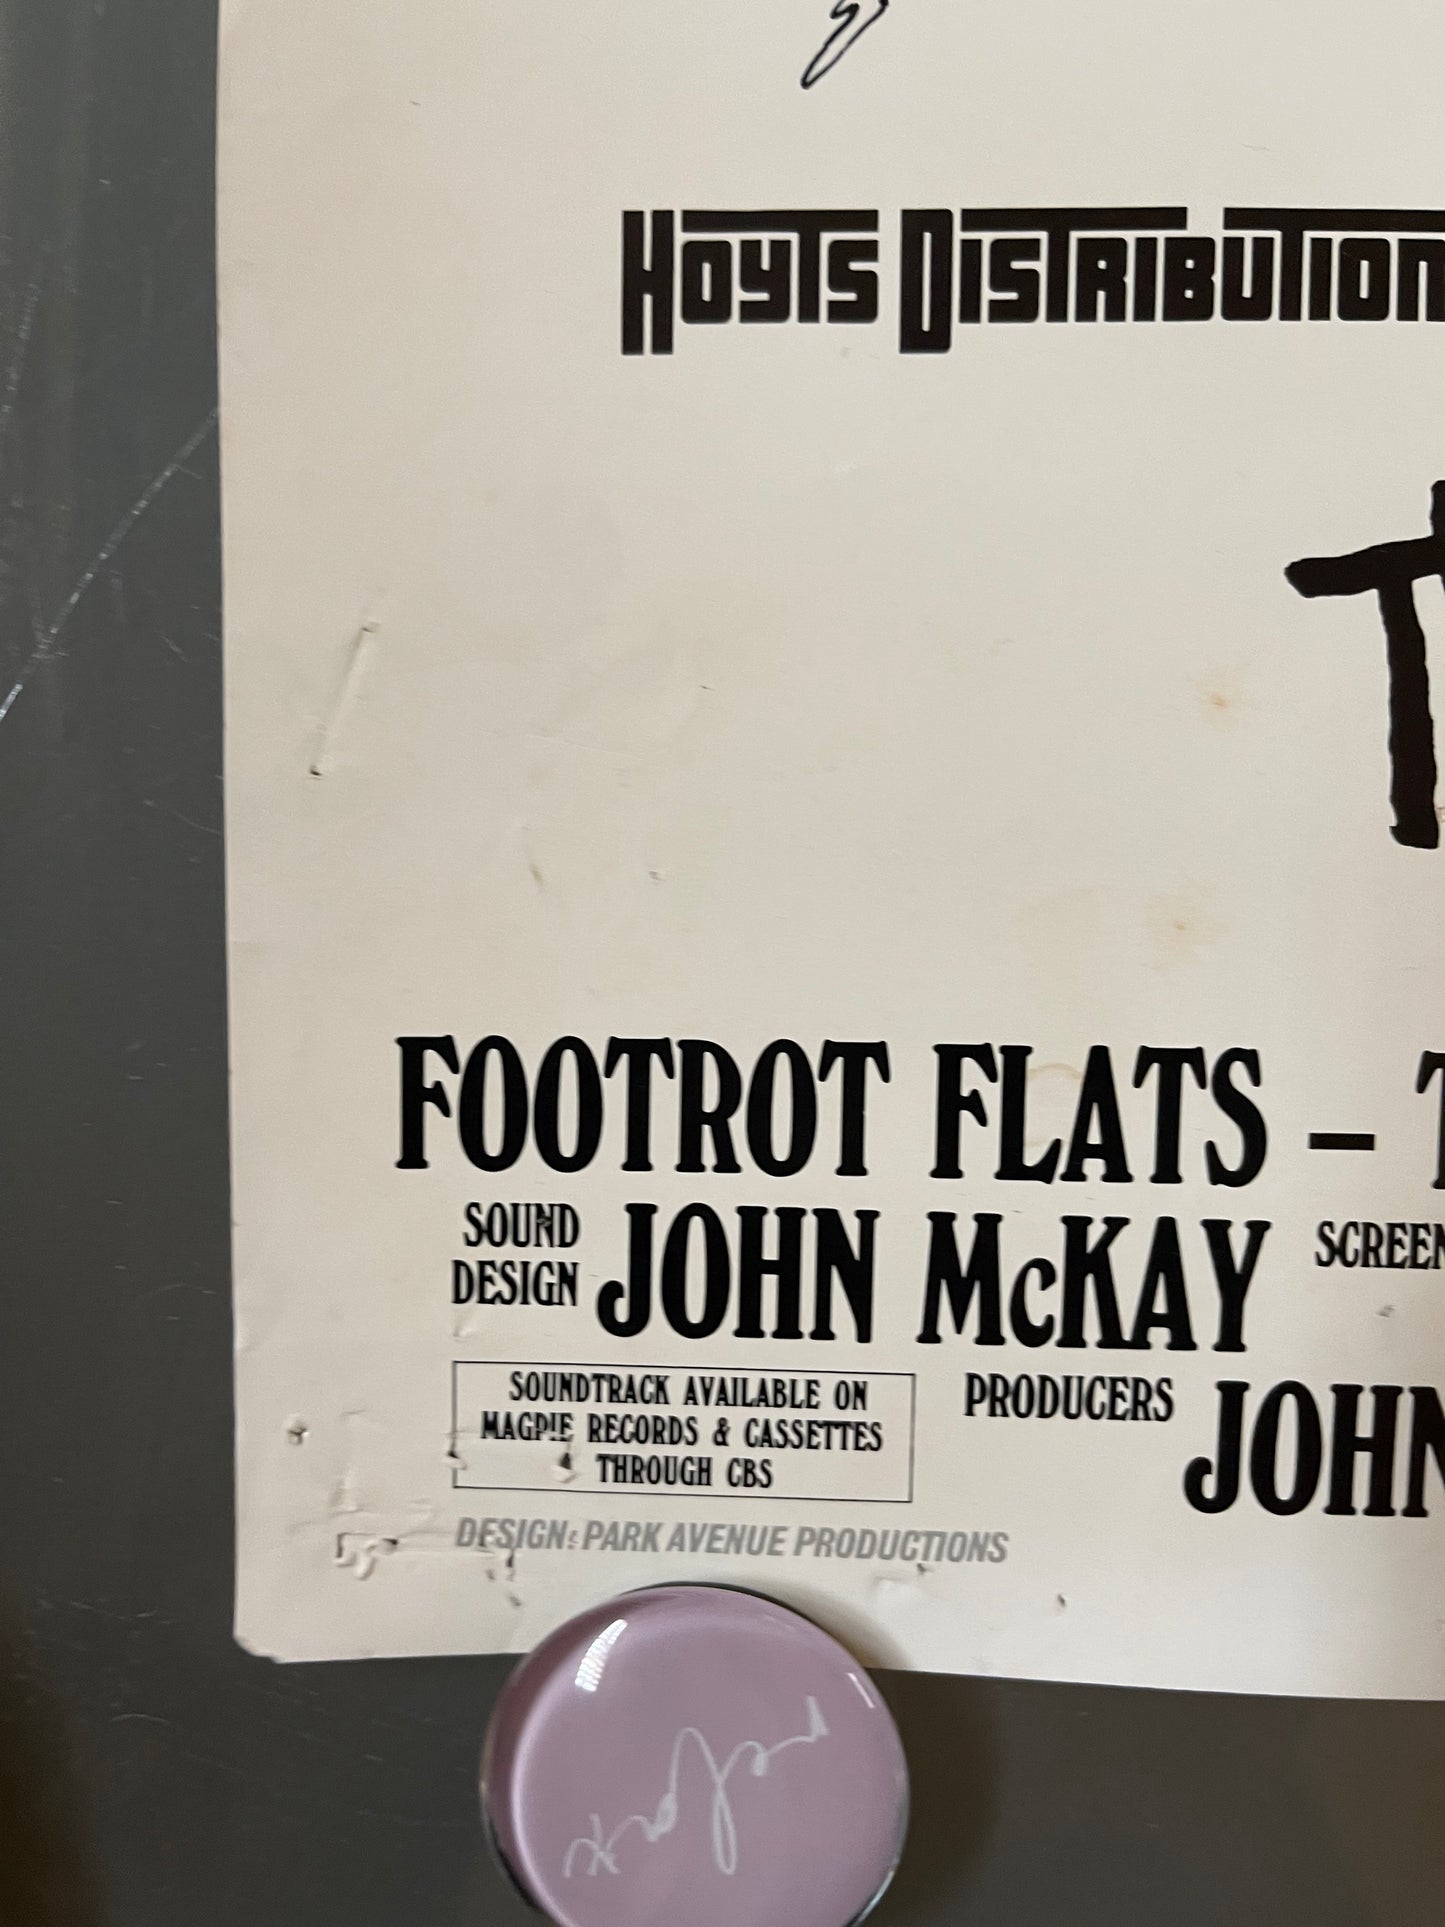 HOYTS DISTRIBUTION
FOOTROT FLATS –
SOUND DESIGN JOHN McKAY
SOUNDTRACK AVAILABLE ON
MAGPIE RECORDS & CASSETTES
THROUGH CBS
PRODUCERS JOHN
DESIGN: PARK AVENUE PRODUCTIONS